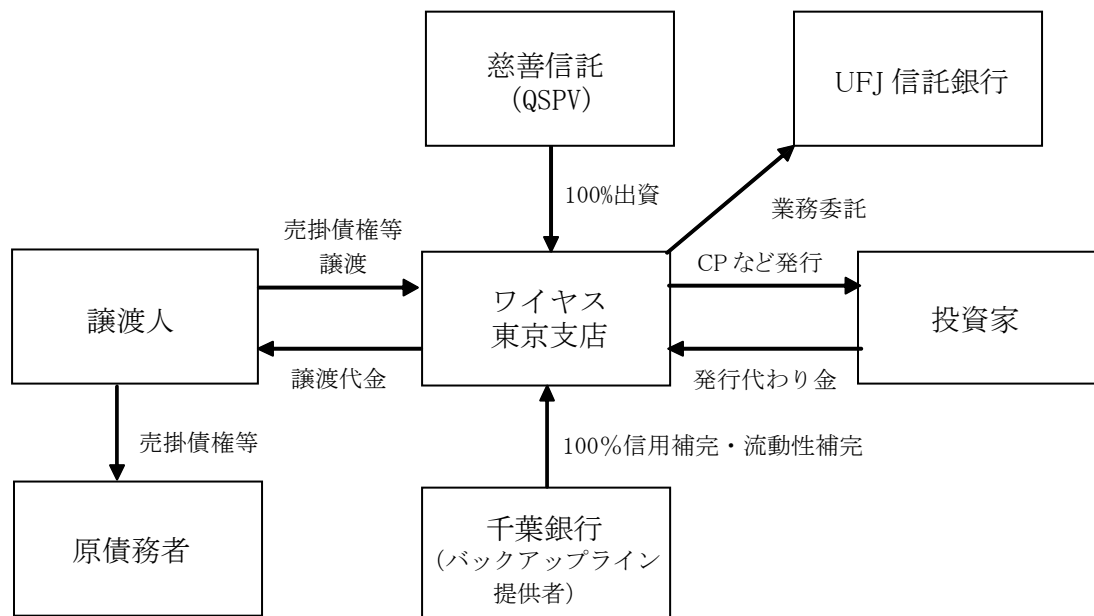 慈善信託
(QSPV)
UFJ 信託銀行
100%出資
業務委託
売掛債権等
譲渡
CP など発行
譲渡人
ワイヤス
東京支店
投資家
譲渡代金
発行代わり金
売掛債権等
100％信用補完・流動性補完
原債務者
千葉銀行
(バックアップライン
提供者)